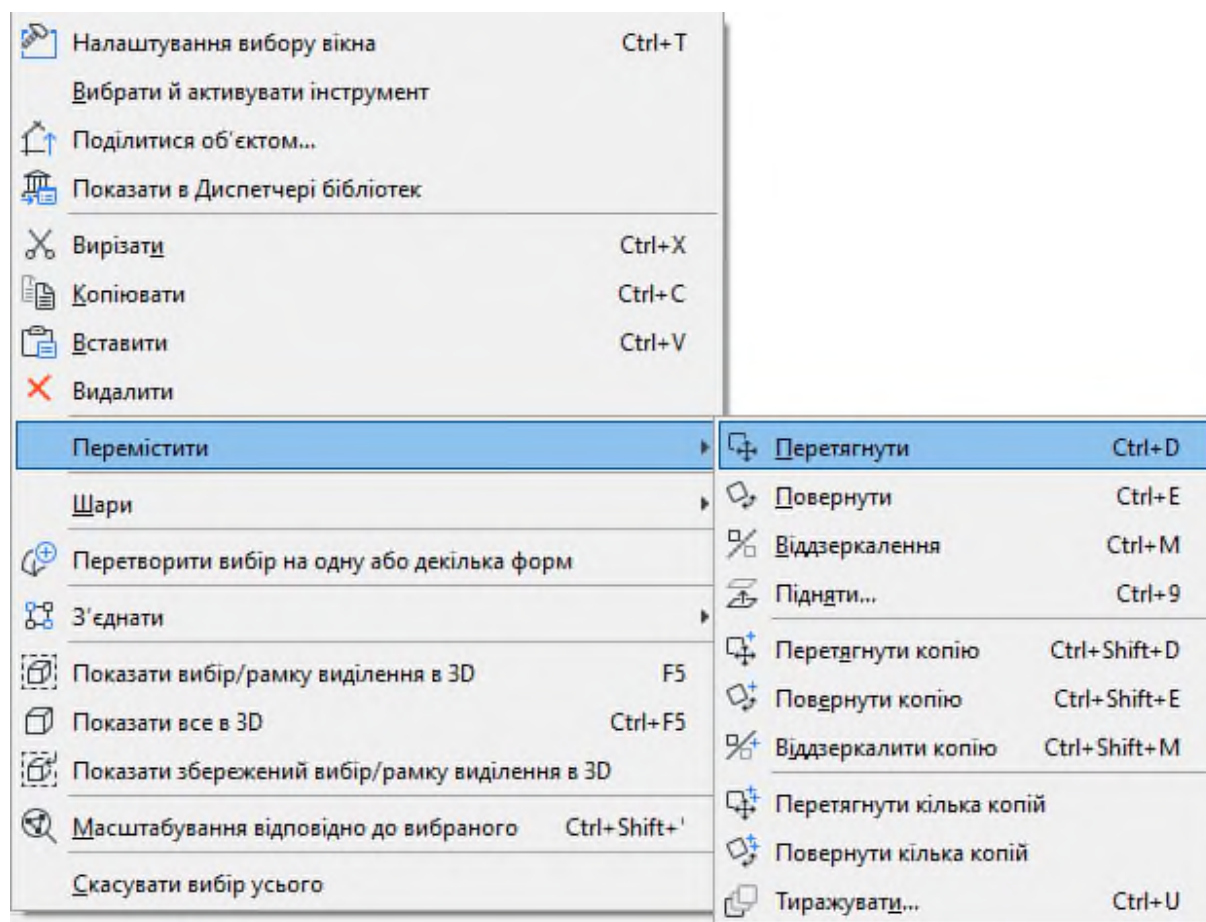 Налаштування вибору вікна Ctrl+T
Вибрати й активувати інструмент
Поділитися об'єктом...
Показати в Диспетчері бібліотек
Вирізати Ctrl+X
Копіювати Ctrl+C
Вставити Ctrl+V
Видалити
Перемістити
Шари
Перетворити вибір на одну або декілька форм
З'єднати
Показати вибір/рамку виділення в 3D F5
Показати все в 3D Ctrl+F5
Показати збережений вибір/рамку виділення в 3D
Масштабування відповідно до вибраного Ctrl+Shift+'
Скасувати вибір усього
Перетягнути Ctrl+D
Повернути Ctrl+E
Віддзеркалення Ctrl+M
Підняти... Ctrl+9
Перетягнути копію Ctrl+Shift+D
Повернути копію Ctrl+Shift+E
Віддзеркалити копію Ctrl+Shift+M
Перетягнути кілька копій
Повернути кілька копій
Тиражувати... Ctrl+U